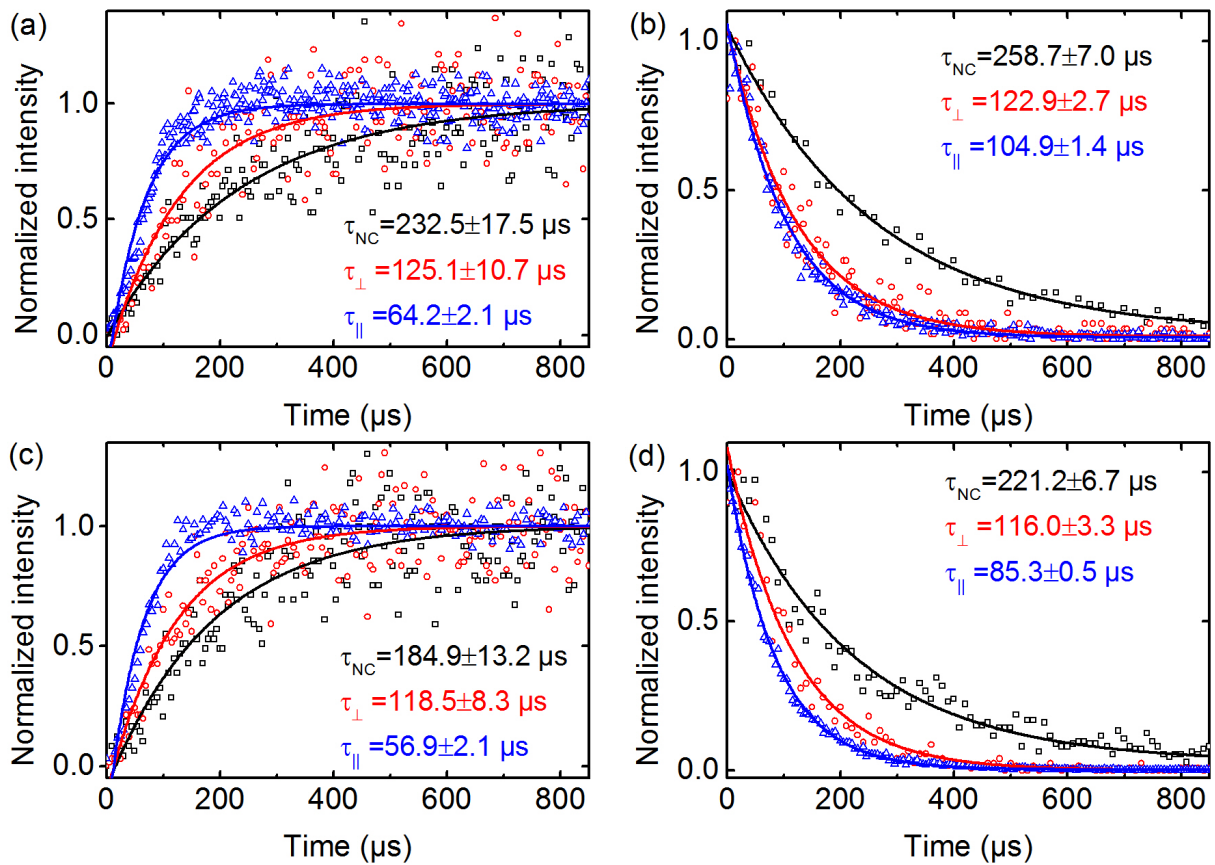 (a)
Normalized intensity
1.0
0.5
0.0
τNC=232.5±17.5 µs
τ⊥=125.1±10.7 µs
τ||=64.2±2.1 µs
0 200 400 600 800
Time (µs)
(b)
Normalized intensity
1.0
0.5
0.0
τNC=258.7±7.0 µs
τ⊥=122.9±2.7 µs
τ||=104.9±1.4 µs
0 200 400 600 800
Time (µs)
(c)
Normalized intensity
1.0
0.5
0.0
τNC=184.9±13.2 µs
τ⊥=118.5±8.3 µs
τ||=56.9±2.1 µs
0 200 400 600 800
Time (µs)
(d)
Normalized intensity
1.0
0.5
0.0
τNC=221.2±6.7 µs
τ⊥=116.0±3.3 µs
τ||=85.3±0.5 µs
0 200 400 600 800
Time (µs)